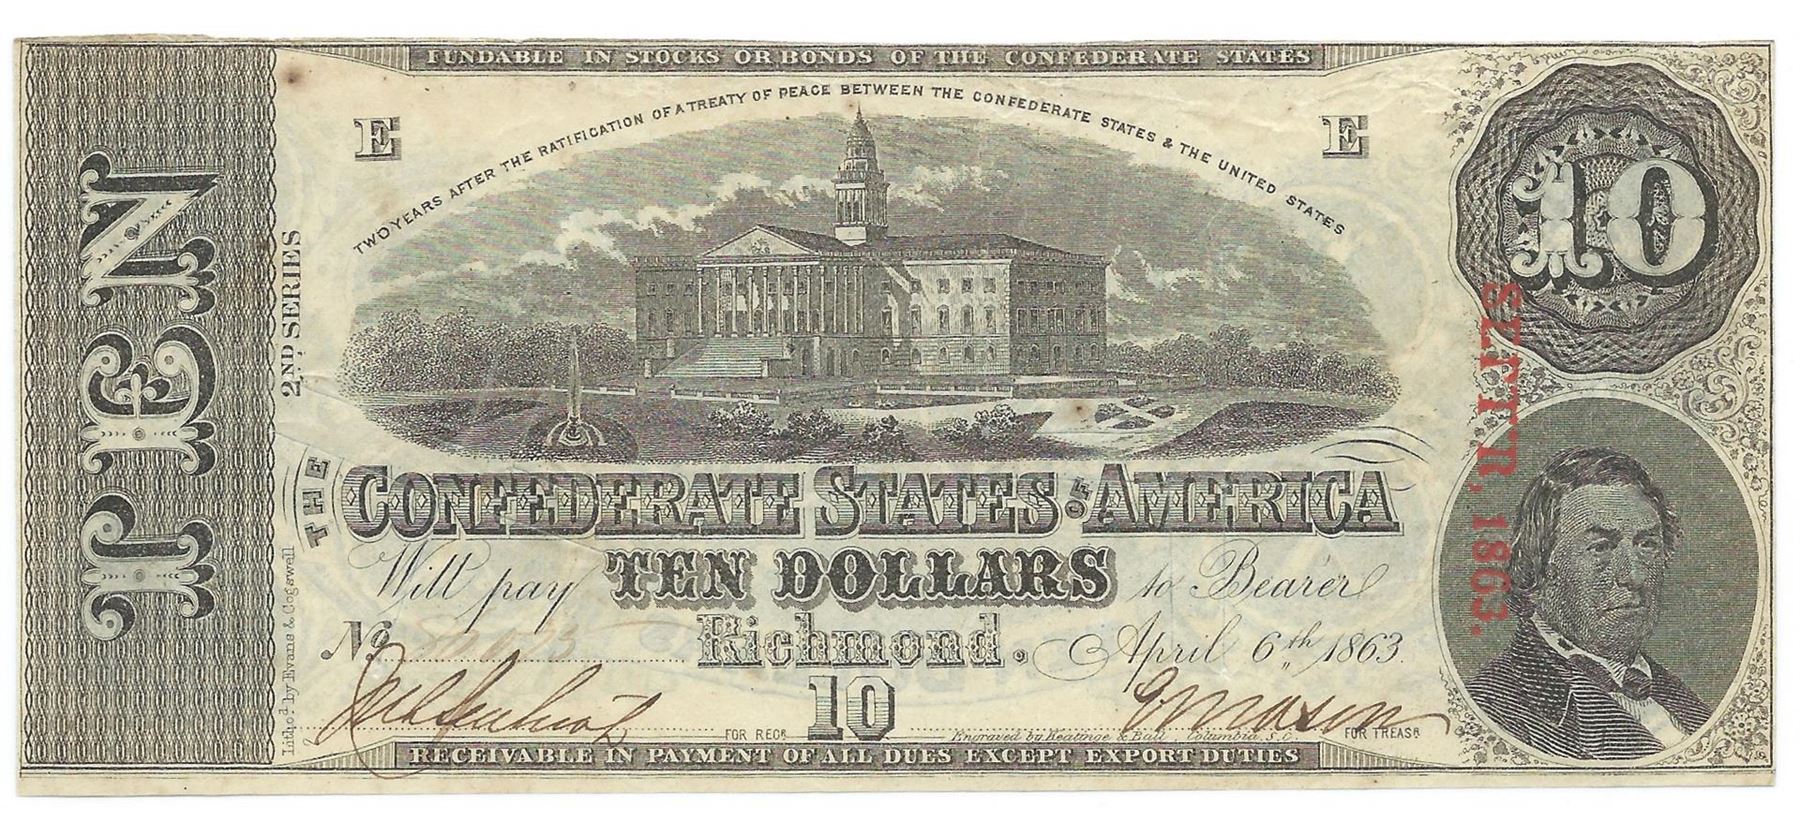 FUNDABLE IN STOCKS OR BONDS OF THE CONFEDERATE STATES
TWO YEARS AFTER THE RATIFICATION OF A TREATY OF PEACE BETWEEN THE CONFEDERATE STATES & THE UNITED STATES
E
E
10
TEN
2ND SERIES
SEPT'R, 1863.
THE CONFEDERATE STATES OF AMERICA
Will pay TEN DOLLARS to Bearer
No Richmond. April 6th 1863.
10
FOR REGR
FOR TREASR
Engraved by Keatinge & Ball Columbia, S.C.
Lithod by Evans & Cogswell
RECEIVABLE IN PAYMENT OF ALL DUES EXCEPT EXPORT DUTIES